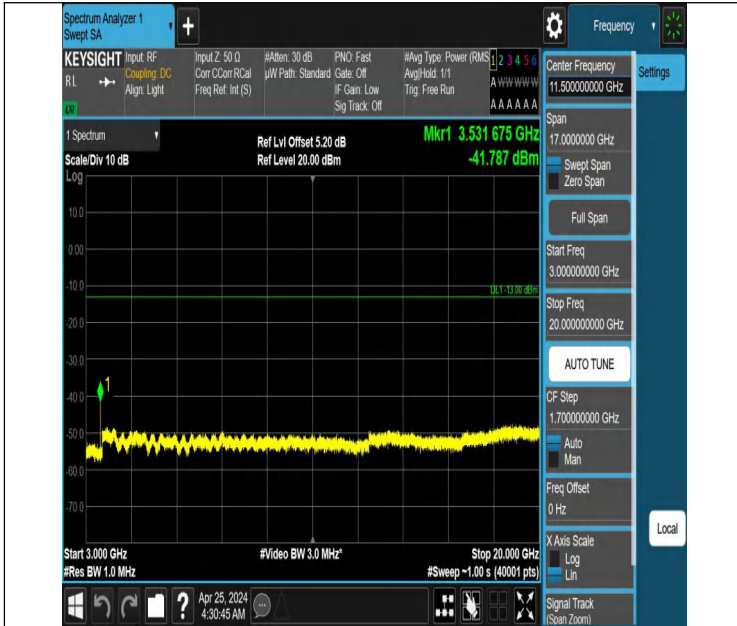 Spectrum Analyzer 1
Swept SA
+
Frequency
KEYSIGHT
RL
Input: RF
Coupling: DC
Align: Light
Input Z: 50 Ω
Corr CCorr RCal
Freq Ref: Int (S)
#Atten: 30 dB
µW Path: Standard
PNO: Fast
Gate: Off
IF Gain: Low
Sig Track: Off
#Avg Type: Power (RMS
Avg|Hold: 1/1
Trig: Free Run
1 2 3 4 5 6
A W W W W W
A A A A A A
1 Spectrum
Scale/Div 10 dB
Log
Ref Lvl Offset 5.20 dB
Ref Level 20.00 dBm
Mkr1 3.531 675 GHz
-41.787 dBm
10.0
0.00
-10.0
DL1 -13.00 dBm
-20.0
-30.0
1
-40.0
-50.0
-60.0
-70.0
Start 3.000 GHz
#Video BW 3.0 MHz*
Stop 20.000 GHz
#Res BW 1.0 MHz
#Sweep ~1.00 s (40001 pts)
?
Apr 25, 2024
4:30:45 AM
Center Frequency
11.500000000 GHz
Settings
Span
17.0000000 GHz
Swept Span
Zero Span
Full Span
Start Freq
3.000000000 GHz
Stop Freq
20.000000000 GHz
AUTO TUNE
CF Step
1.700000000 GHz
Auto
Man
Freq Offset
0 Hz
Local
X Axis Scale
Log
Lin
Signal Track
(Span Zoom)